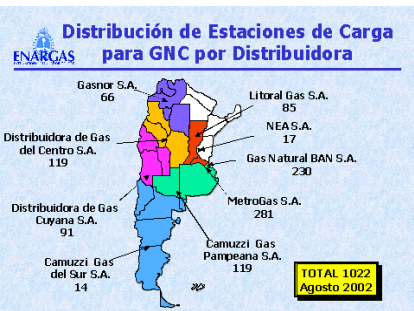 Distribución de Estaciones de Carga
para GNC por Distribuidora
ENARGAS
Gasnor S.A.
66
Litoral Gas S.A.
85
NEA S.A.
17
Distribuidora de Gas
del Centro S.A.
119
Gas Natural BAN S.A.
230
MetroGas S.A.
281
Distribuidora de Gas
Cuyana S.A.
91
Camuzzi Gas
Pampeana S.A.
119
Camuzzi Gas
del Sur S.A.
14
TOTAL 1022
Agosto 2002